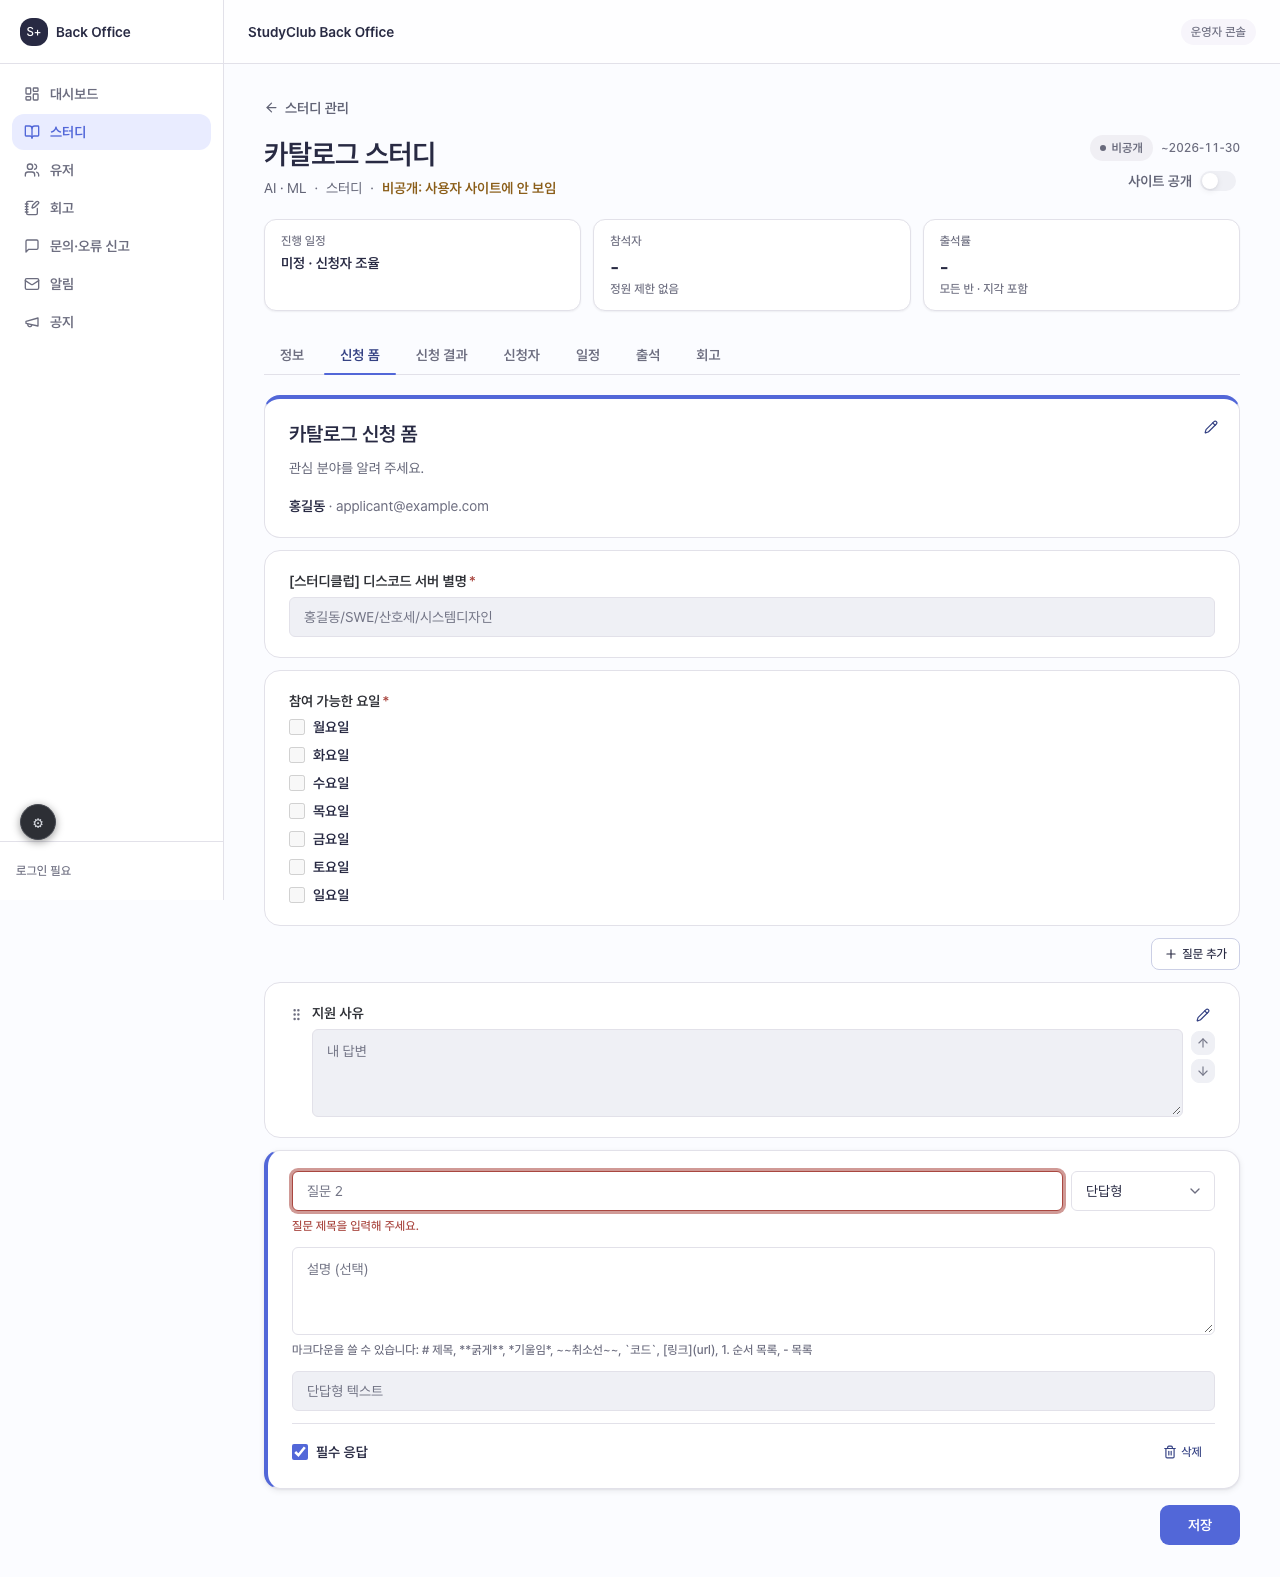 S+ Back Office
StudyClub Back Office
운영자 콘솔
대시보드
스터디
유저
회고
문의·오류 신고
알림
공지
로그인 필요
← 스터디 관리
카탈로그 스터디
비공개 ~2026-11-30
AI · ML · 스터디 · 비공개: 사용자 사이트에 안 보임
사이트 공개
진행 일정
미정 · 신청자 조율
참석자
–
정원 제한 없음
출석률
–
모든 반 · 지각 포함
정보 신청 폼 신청 결과 신청자 일정 출석 회고
카탈로그 신청 폼
관심 분야를 알려 주세요.
홍길동 · applicant@example.com
[스터디클럽] 디스코드 서버 별명 *
홍길동/SWE/산호세/시스템디자인
참여 가능한 요일 *
월요일
화요일
수요일
목요일
금요일
토요일
일요일
+ 질문 추가
지원 사유
내 답변
질문 2
단답형
질문 제목을 입력해 주세요.
설명 (선택)
마크다운을 쓸 수 있습니다: # 제목, **굵게**, *기울임*, ~~취소선~~, `코드`, [링크](url), 1. 순서 목록, - 목록
단답형 텍스트
필수 응답
삭제
저장